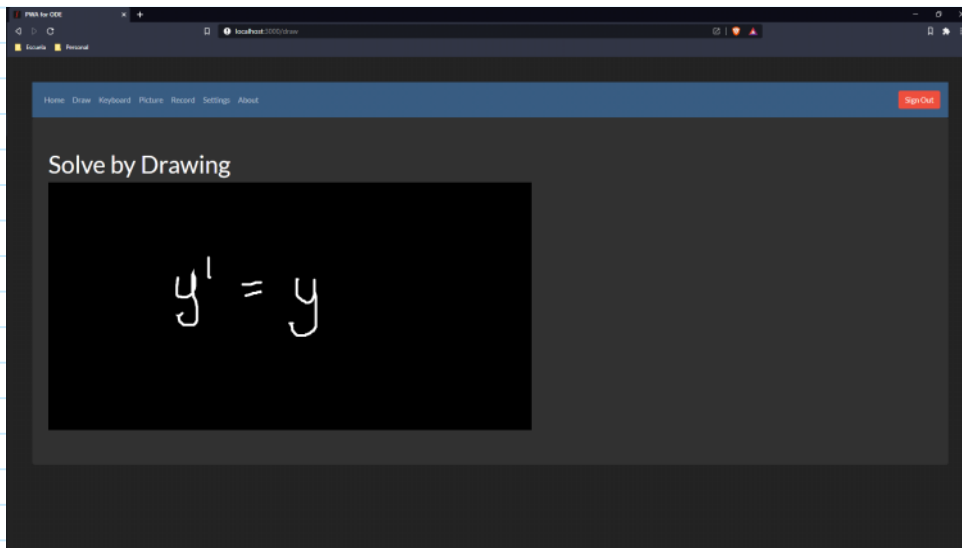 PWA for ODE
localhost:3000/draw
Escuela Personal
Home Draw Keyboard Picture Record Settings About Sign Out
Solve by Drawing
y' = y